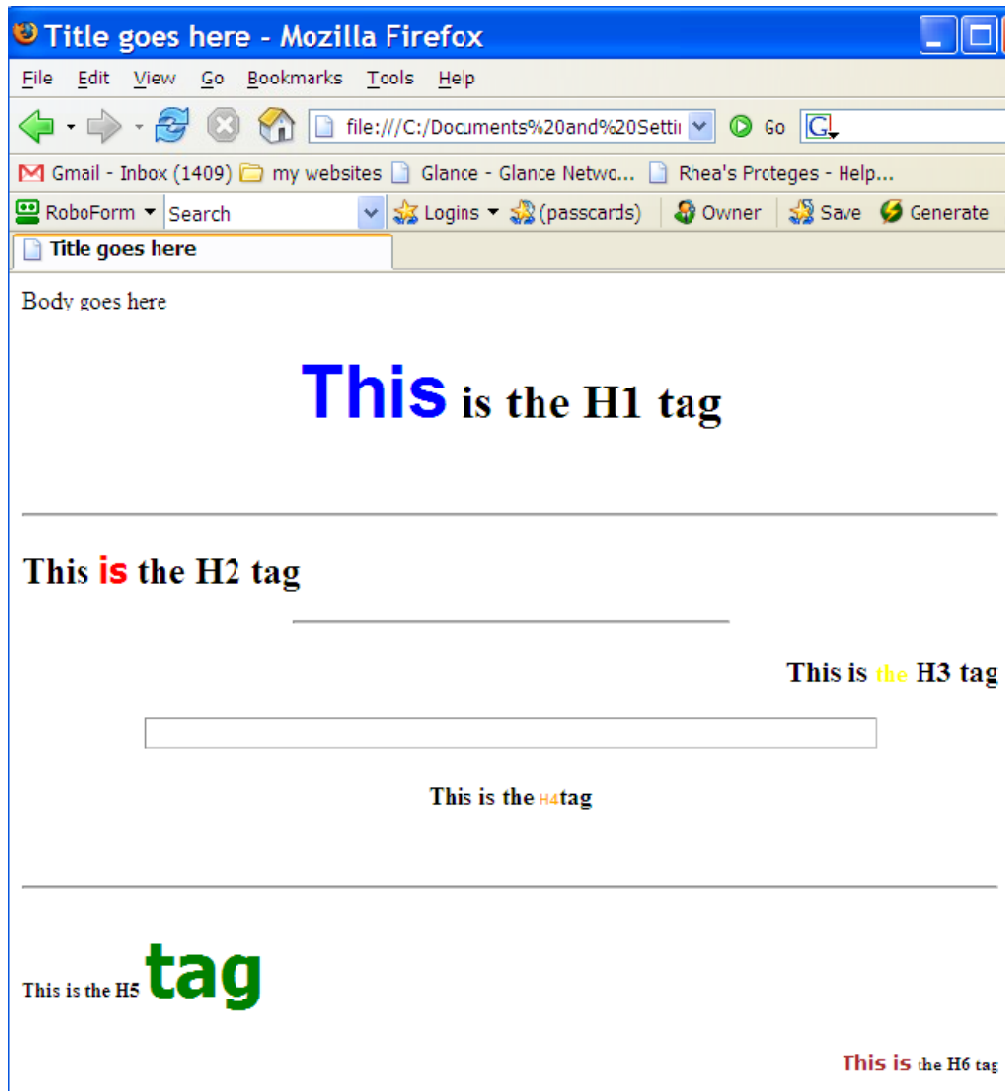 Title goes here - Mozilla Firefox
File Edit View Go Bookmarks Tools Help
file:///C:/Documents%20and%20Settin Go G
Gmail - Inbox (1409) my websites Glance - Glance Netwo... Rhea's Proteges - Help...
RoboForm Search Logins (passcards) Owner Save Generate
Title goes here
Body goes here
This is the H1 tag
This is the H2 tag
This is the H3 tag
This is the H4tag
This is the H5 tag
This is the H6 tag